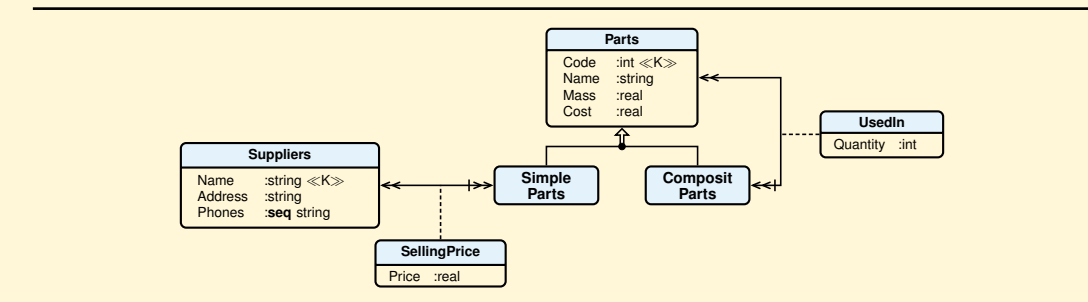 Parts
Code :int ≪K≫
Name :string
Mass :real
Cost :real
UsedIn
Quantity :int
Suppliers
Name :string ≪K≫
Address :string
Phones :seq string
Simple
Parts
Composit
Parts
SellingPrice
Price :real